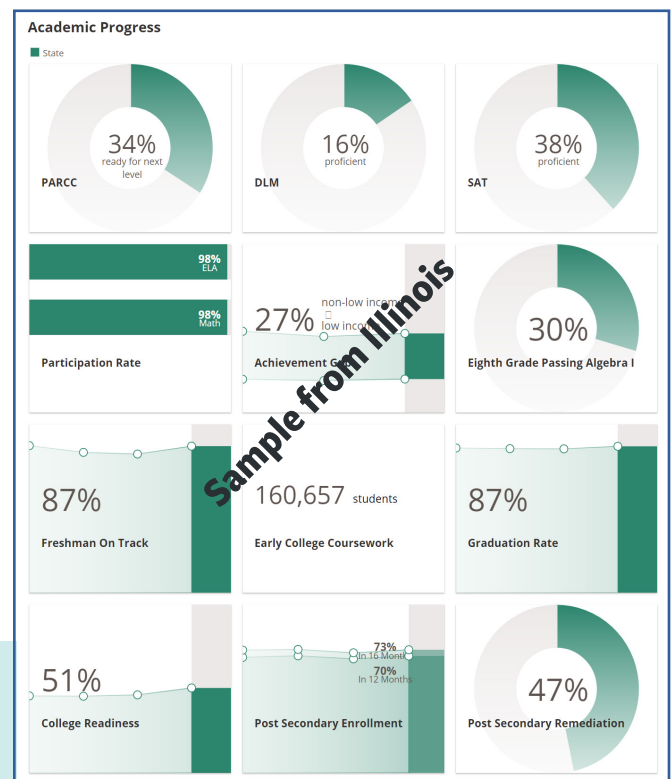 Academic Progress
State
34%
ready for next
level
PARCC
16%
proficient
DLM
38%
proficient
SAT
98%
ELA
98%
Math
Participation Rate
27%
non-low income
low income
Achievement Gap
30%
Eighth Grade Passing Algebra I
Sample from Illinois
87%
Freshman On Track
160,657 students
Early College Coursework
87%
Graduation Rate
51%
College Readiness
73%
In 16 Months
70%
In 12 Months
Post Secondary Enrollment
47%
Post Secondary Remediation